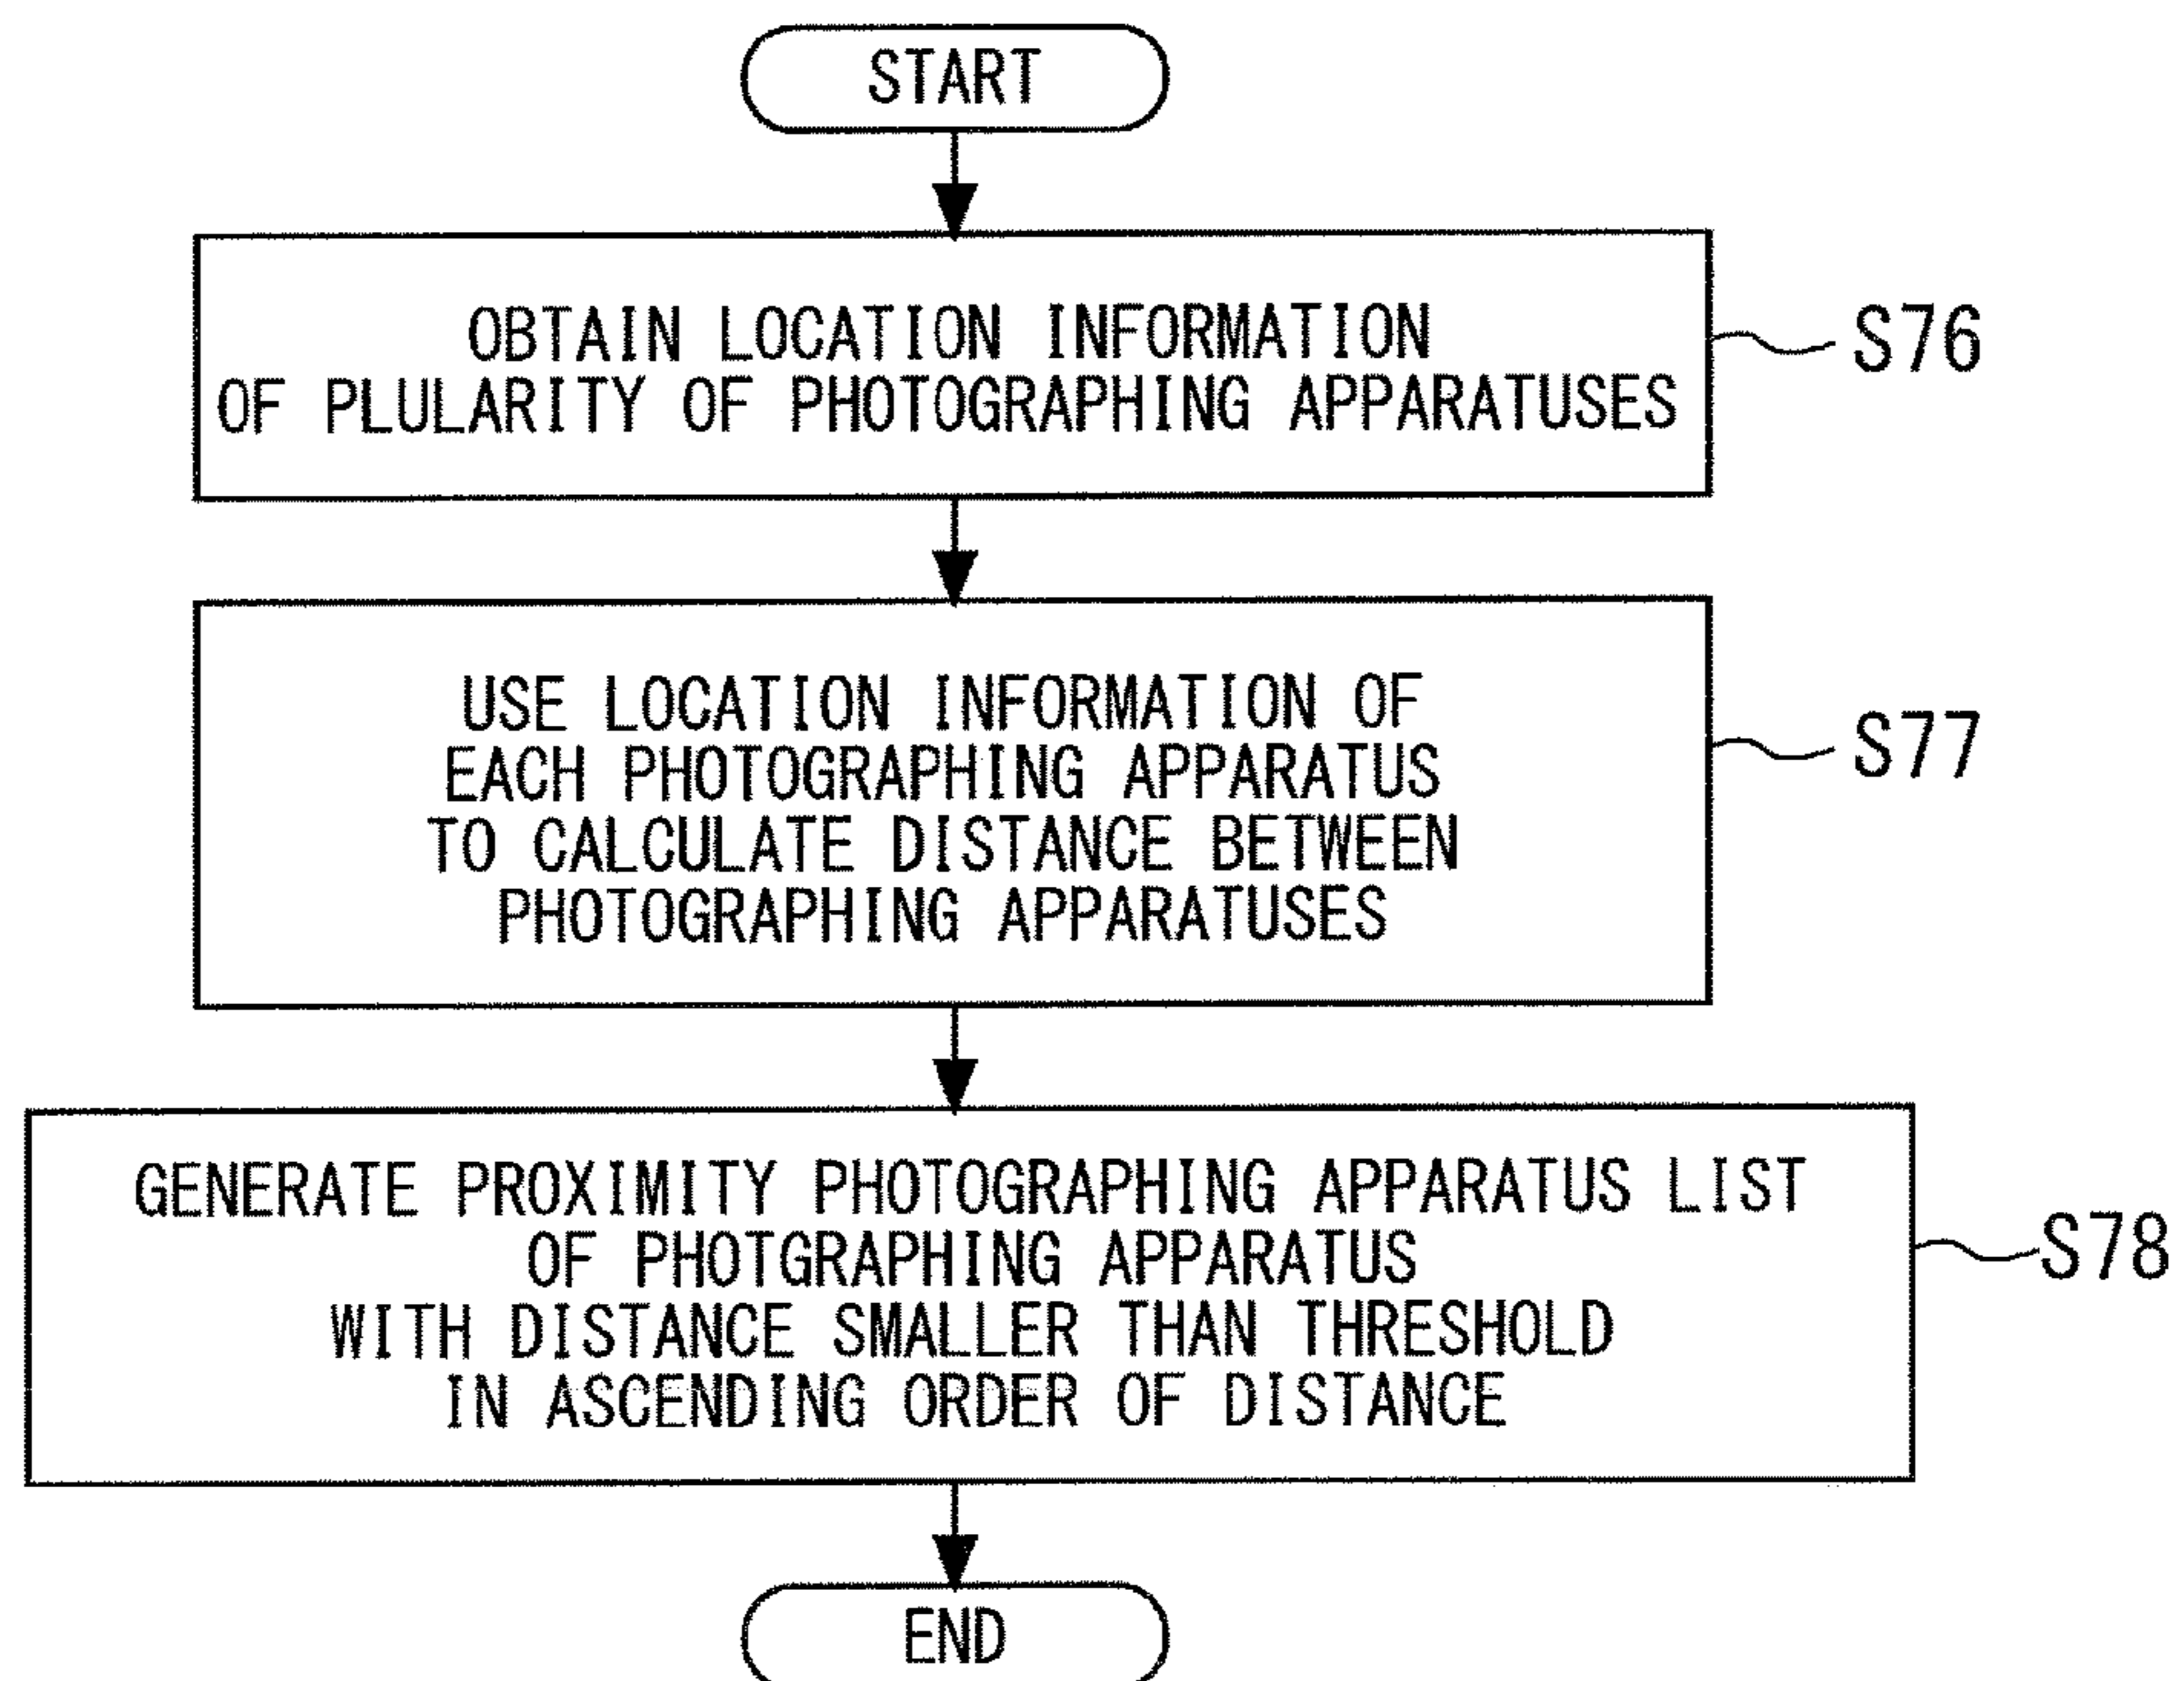 START
OBTAIN LOCATION INFORMATION
OF PLULARITY OF PHOTOGRAPHING APPARATUSES
S76
USE LOCATION INFORMATION OF
EACH PHOTOGRAPHING APPARATUS
TO CALCULATE DISTANCE BETWEEN
PHOTOGRAPHING APPARATUSES
S77
GENERATE PROXIMITY PHOTOGRAPHING APPARATUS LIST
OF PHOTGRAPHING APPARATUS
WITH DISTANCE SMALLER THAN THRESHOLD
IN ASCENDING ORDER OF DISTANCE
S78
END